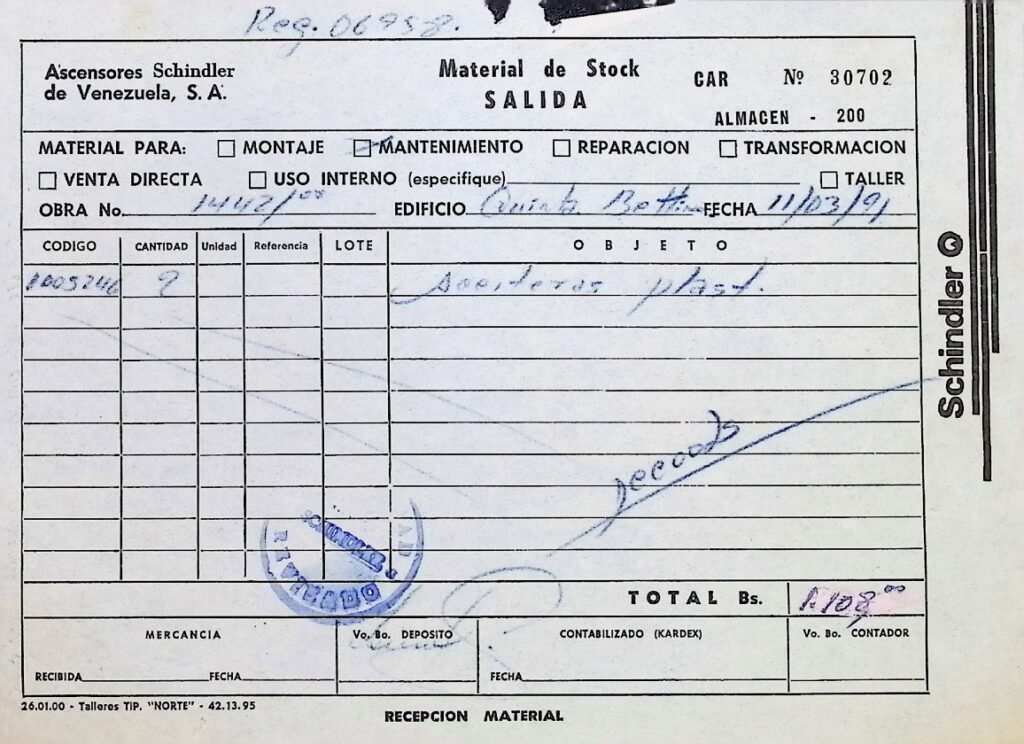 Req. 06958.
Ascensores Schindler
de Venezuela, S. A.
Material de Stock
SALIDA
CAR Nº 30702
ALMACEN - 200
MATERIAL PARA: MONTAJE MANTENIMIENTO REPARACION TRANSFORMACION
VENTA DIRECTA USO INTERNO (especifique) TALLER
OBRA No. 1442/00 EDIFICIO Quinta FECHA 11/03/91
CODIGO CANTIDAD Unidad Referencia LOTE OBJETO
1005246 2 Aceiteras plast.
Schindler
TOTAL Bs. 1.108,00
MERCANCIA Vo. Bo. DEPOSITO CONTABILIZADO (KARDEX) Vo. Bo. CONTADOR
RECIBIDA FECHA FECHA
26.01.00 - Talleres TIP. "NORTE" - 42.13.95
RECEPCION MATERIAL